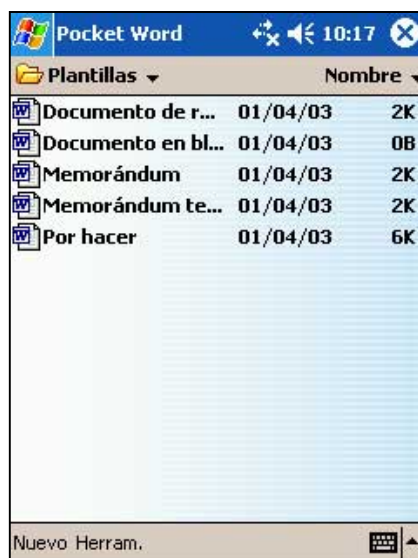 Pocket Word 10:17
Plantillas Nombre
Documento de r... 01/04/03 2K
Documento en bl... 01/04/03 0B
Memorándum 01/04/03 2K
Memorándum te... 01/04/03 2K
Por hacer 01/04/03 6K
Nuevo Herram.